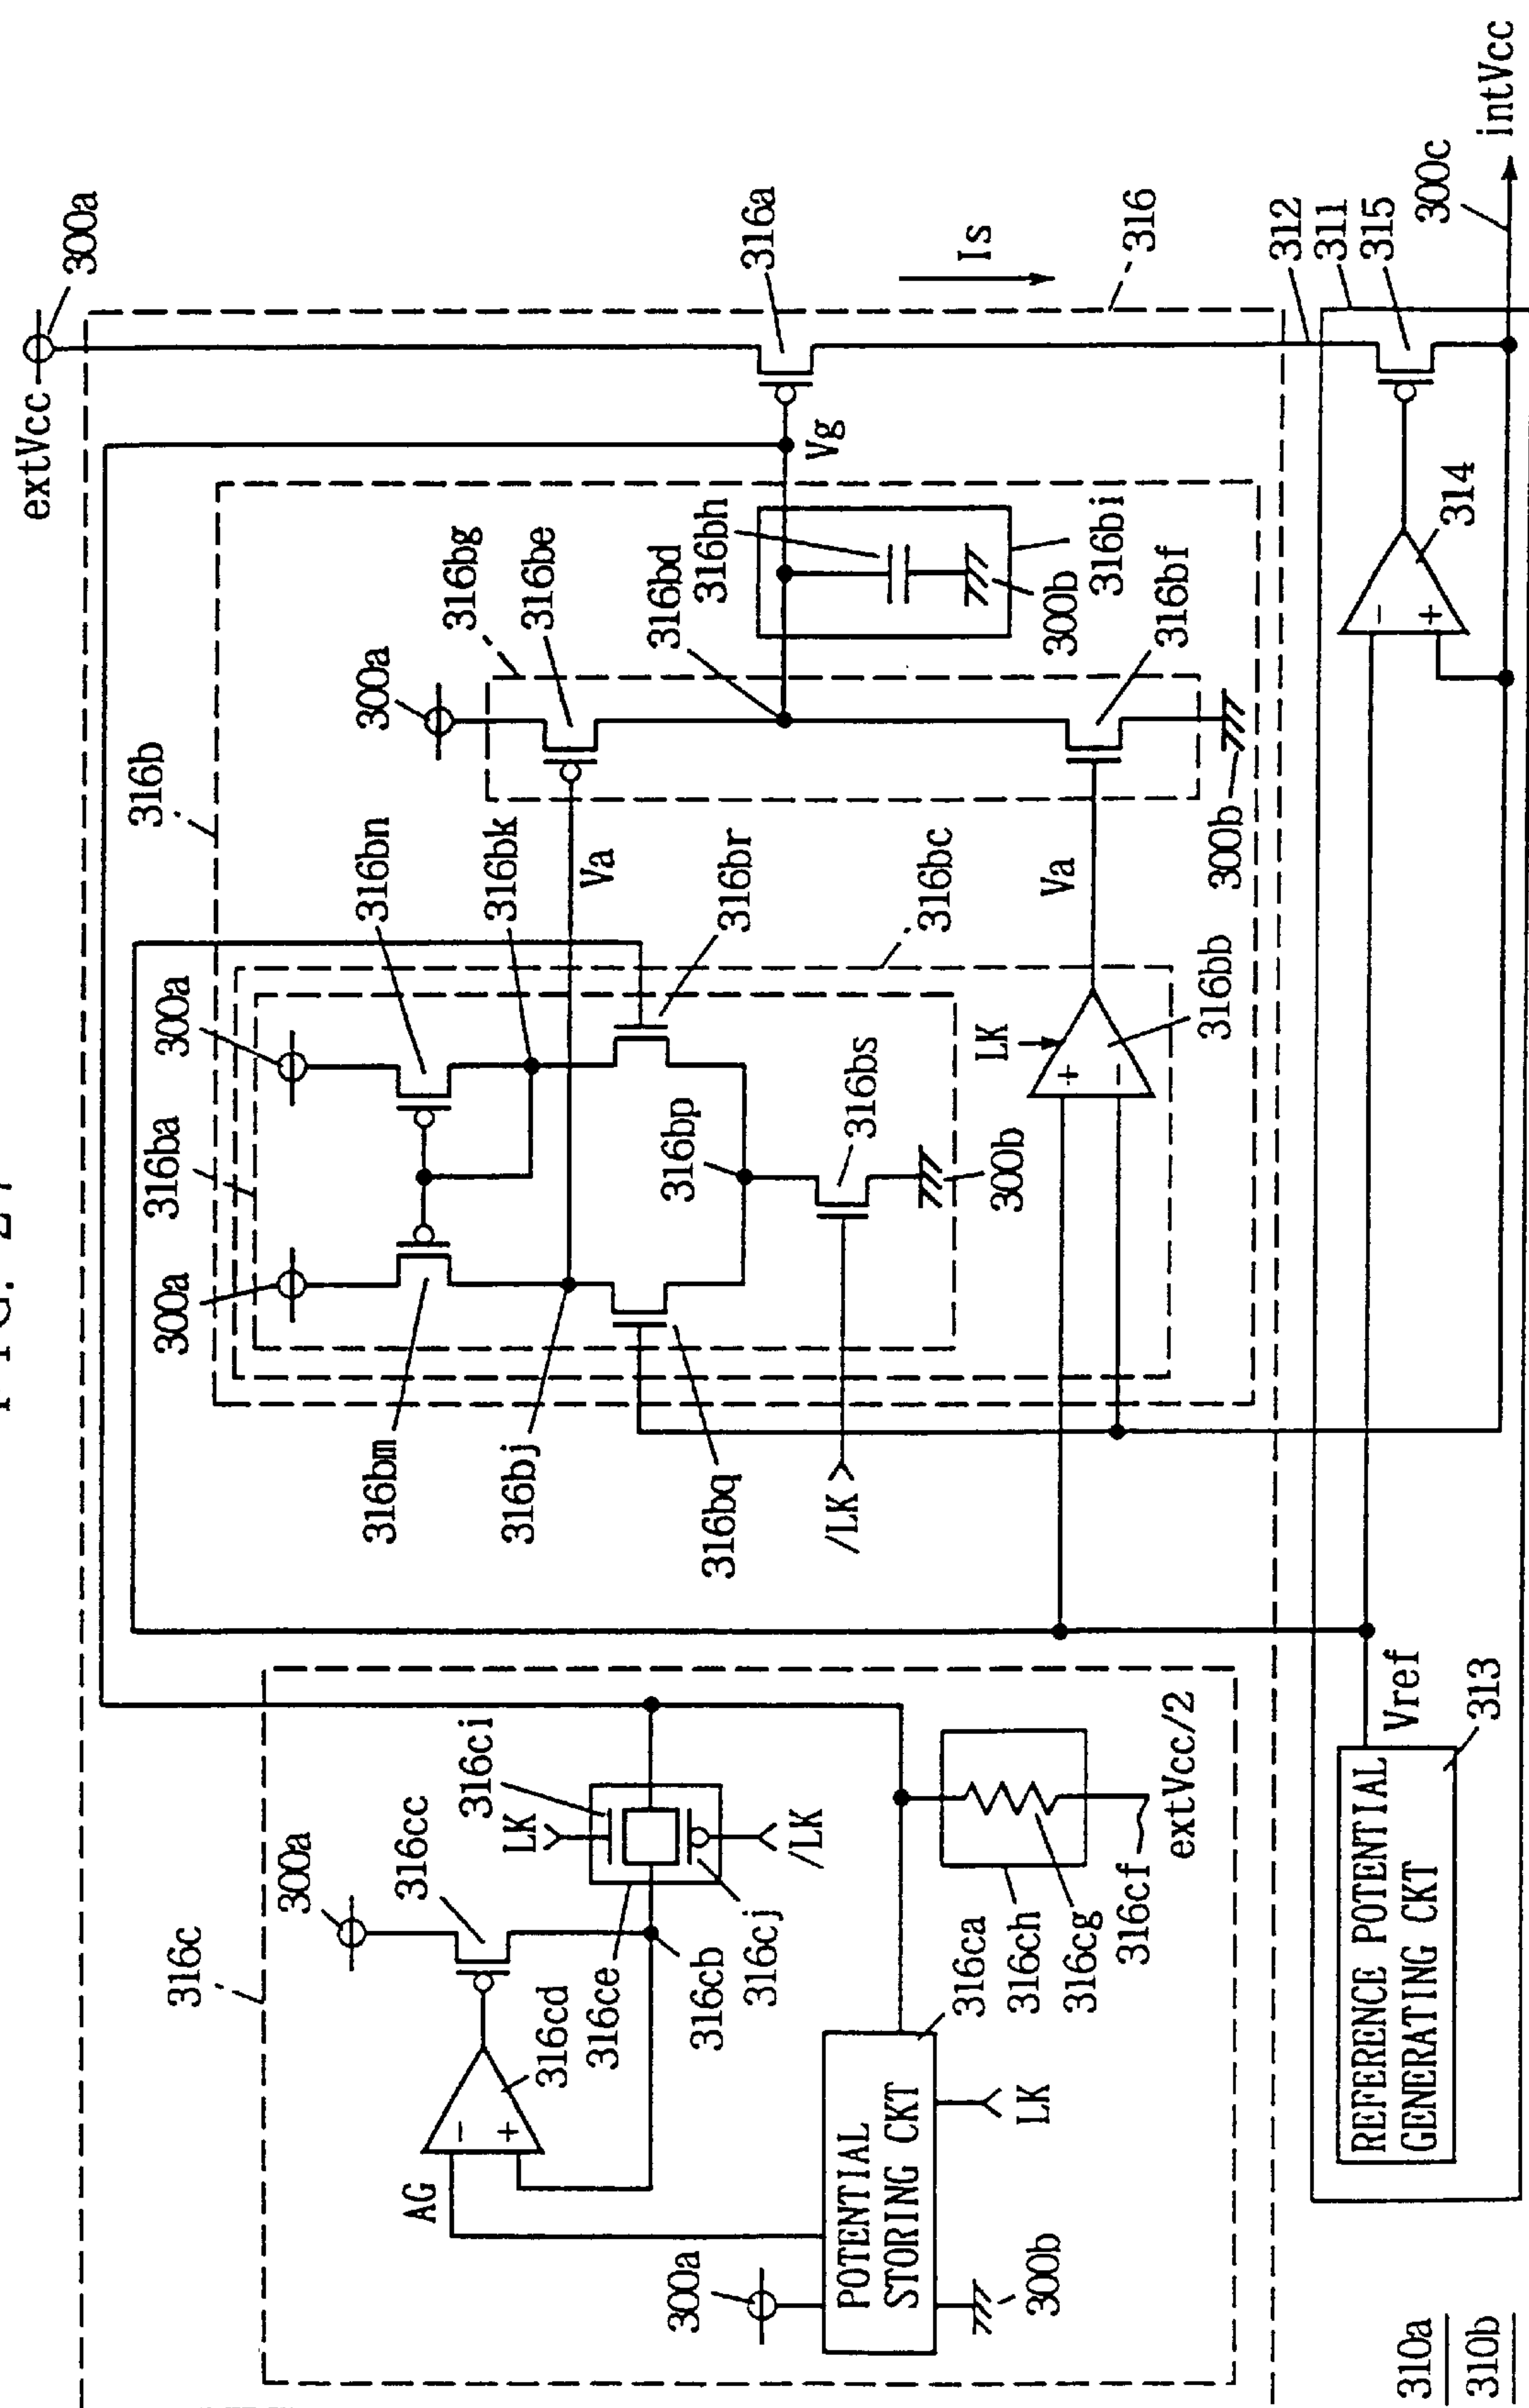 extVcc
300a
316b
316bg
316be
300a
316bd
316bh
Vg
316a
Is
316
300b
316bi
316bf
300b
316ba
300a
300a
316bn
316bk
Va
316br
316bc
Va
316bm
316bj
316bq
316bp
316bs
300b
/LK
LK
+
−
316bb
312
311
315
300c
intVcc
−
+
314
316c
300a
316cc
316ci
LK
/LK
316cd
316ce
316cb
316cj
AG
−
+
300a
POTENTIAL
STORING CKT
300b
LK
316ca
316ch
316cg
316cf
extVcc/2
REFERENCE POTENTIAL
GENERATING CKT
Vref
313
310a
310b